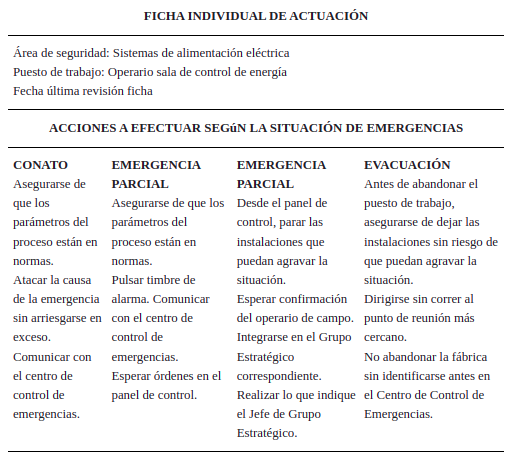 FICHA INDIVIDUAL DE ACTUACIÓN
Área de seguridad: Sistemas de alimentación eléctrica
Puesto de trabajo: Operario sala de control de energía
Fecha última revisión ficha
ACCIONES A EFECTUAR SEGúN LA SITUACIÓN DE EMERGENCIAS
CONATO
Asegurarse de
que los
parámetros del
proceso están en
normas.
Atacar la causa
de la emergencia
sin arriesgarse en
exceso.
Comunicar con
el centro de
control de
emergencias.
EMERGENCIA
PARCIAL
Asegurarse de que los
parámetros del
proceso están en
normas.
Pulsar timbre de
alarma. Comunicar
con el centro de
control de
emergencias.
Esperar órdenes en el
panel de control.
EMERGENCIA
PARCIAL
Desde el panel de
control, parar las
instalaciones que
puedan agravar la
situación.
Esperar confirmación
del operario de campo.
Integrarse en el Grupo
Estratégico
correspondiente.
Realizar lo que indique
el Jefe de Grupo
Estratégico.
EVACUACIÓN
Antes de abandonar el
puesto de trabajo,
asegurarse de dejar las
instalaciones sin riesgo de
que puedan agravar la
situación.
Dirigirse sin correr al
punto de reunión más
cercano.
No abandonar la fábrica
sin identificarse antes en
el Centro de Control de
Emergencias.